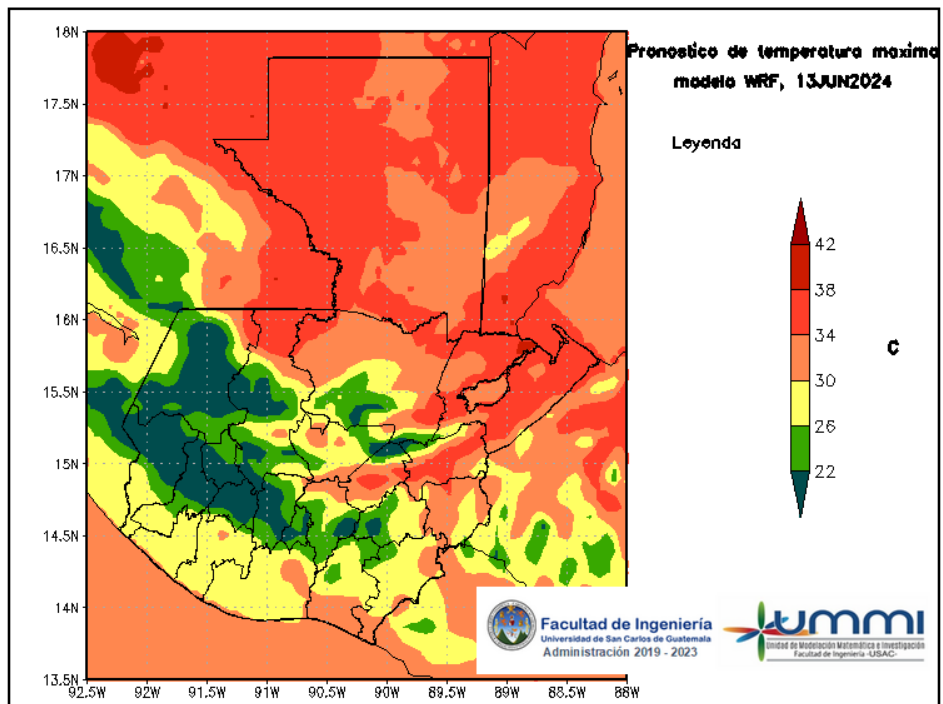 Pronostico de temperatura maxima
modelo WRF, 13JUN2024
Leyenda
18N
17.5N
17N
16.5N
16N
15.5N
15N
14.5N
14N
13.5N
92.5W 92W 91.5W 91W 90.5W 90W 89.5W 89W 88.5W 88W
42
38
34
30
26
22
C
Facultad de Ingeniería
Universidad de San Carlos de Guatemala
Administración 2019 - 2023
UMMI
Unidad de Modelación Matemática e Investigación
Facultad de Ingeniería -USAC-